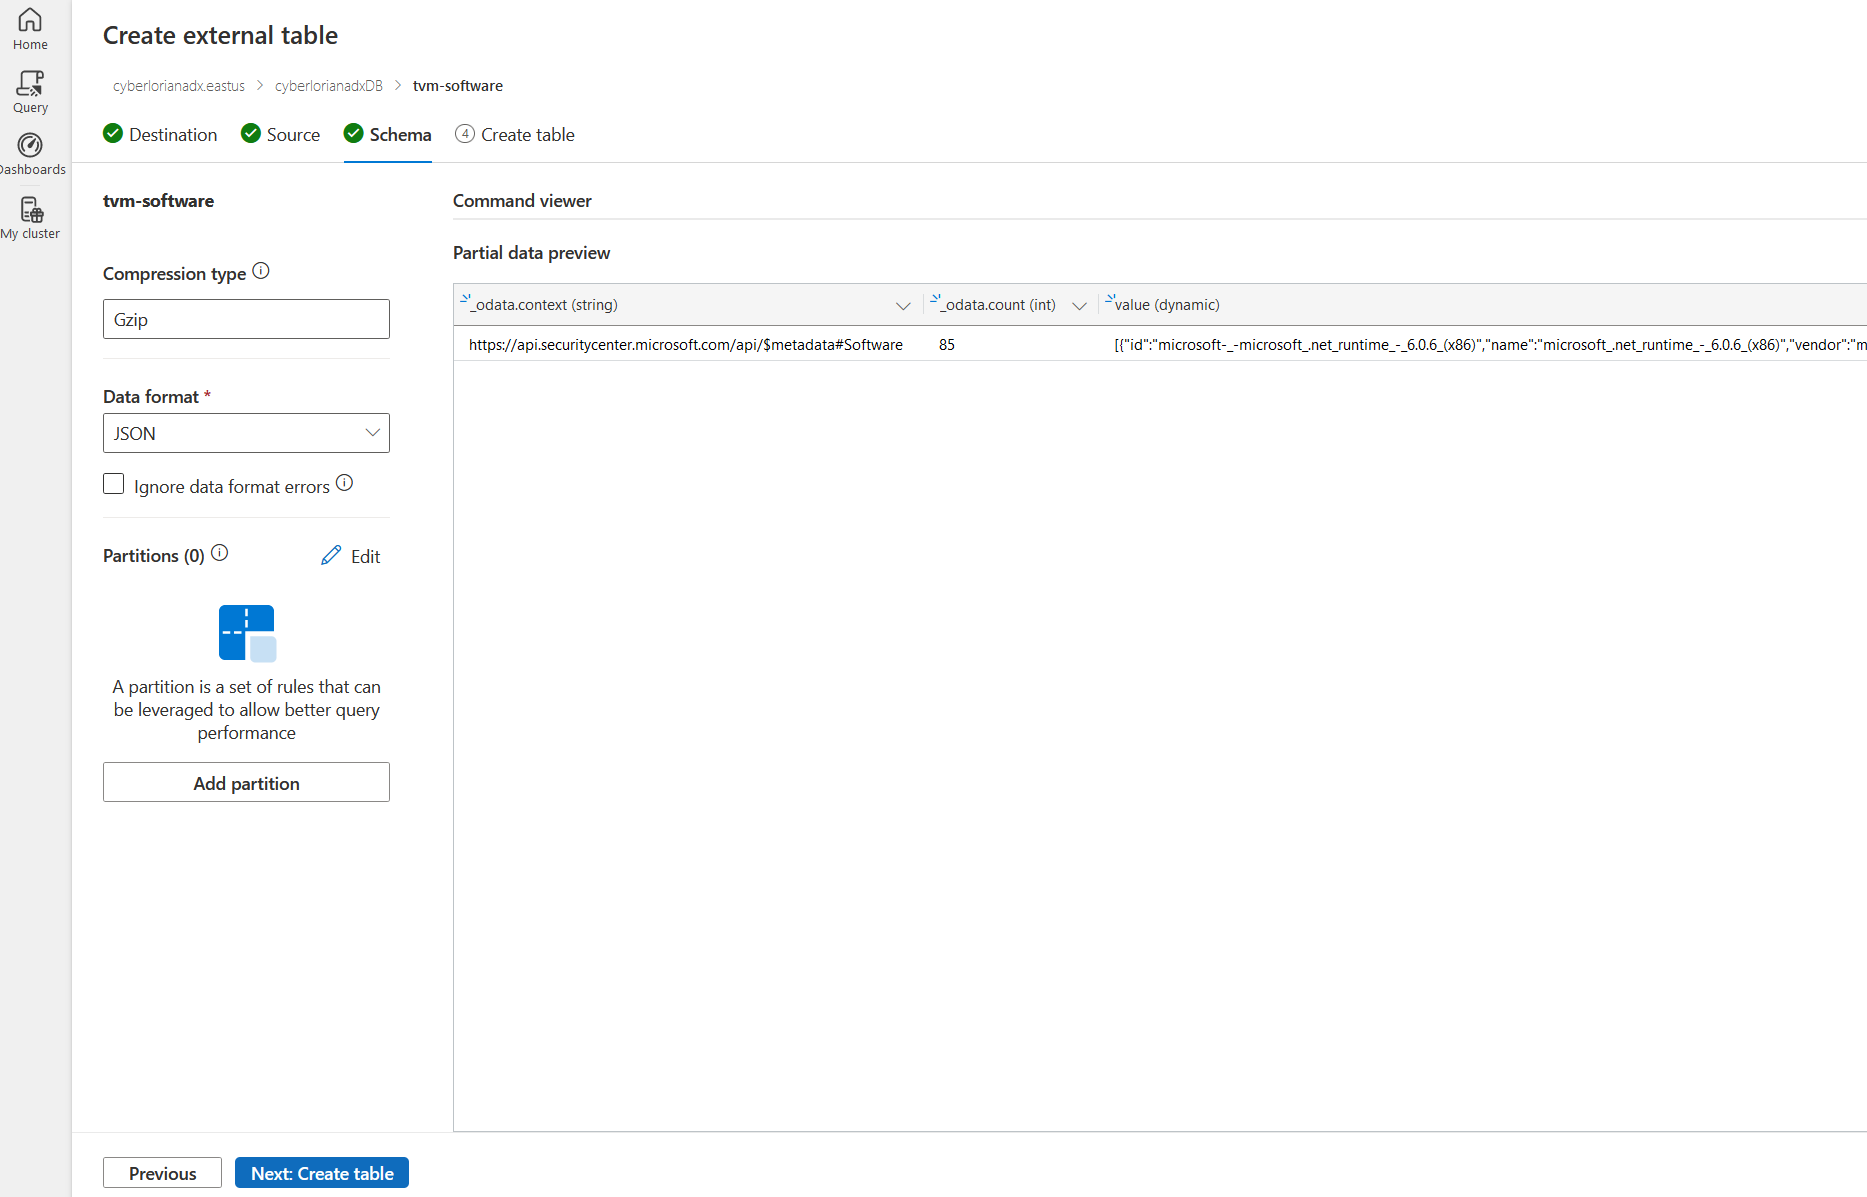 Home
Query
Dashboards
My cluster
Create external table
cyberlorianadx.eastus > cyberlorianadxDB > tvm-software
Destination Source Schema 4 Create table
tvm-software
Compression type
Gzip
Data format *
JSON
Ignore data format errors
Partitions (0) Edit
A partition is a set of rules that can
be leveraged to allow better query
performance
Add partition
Command viewer
Partial data preview
_odata.context (string) _odata.count (int) value (dynamic)
https://api.securitycenter.microsoft.com/api/$metadata#Software 85 [{"id":"microsoft-_-microsoft_.net_runtime_-_6.0.6_(x86)","name":"microsoft_.net_runtime_-_6.0.6_(x86)","vendor":"m
Previous Next: Create table